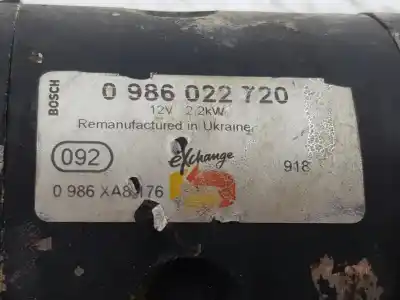 BOSCH
0 986 022 720
12V 2.2KW
Remanufactured in Ukraine
092
exchange
918